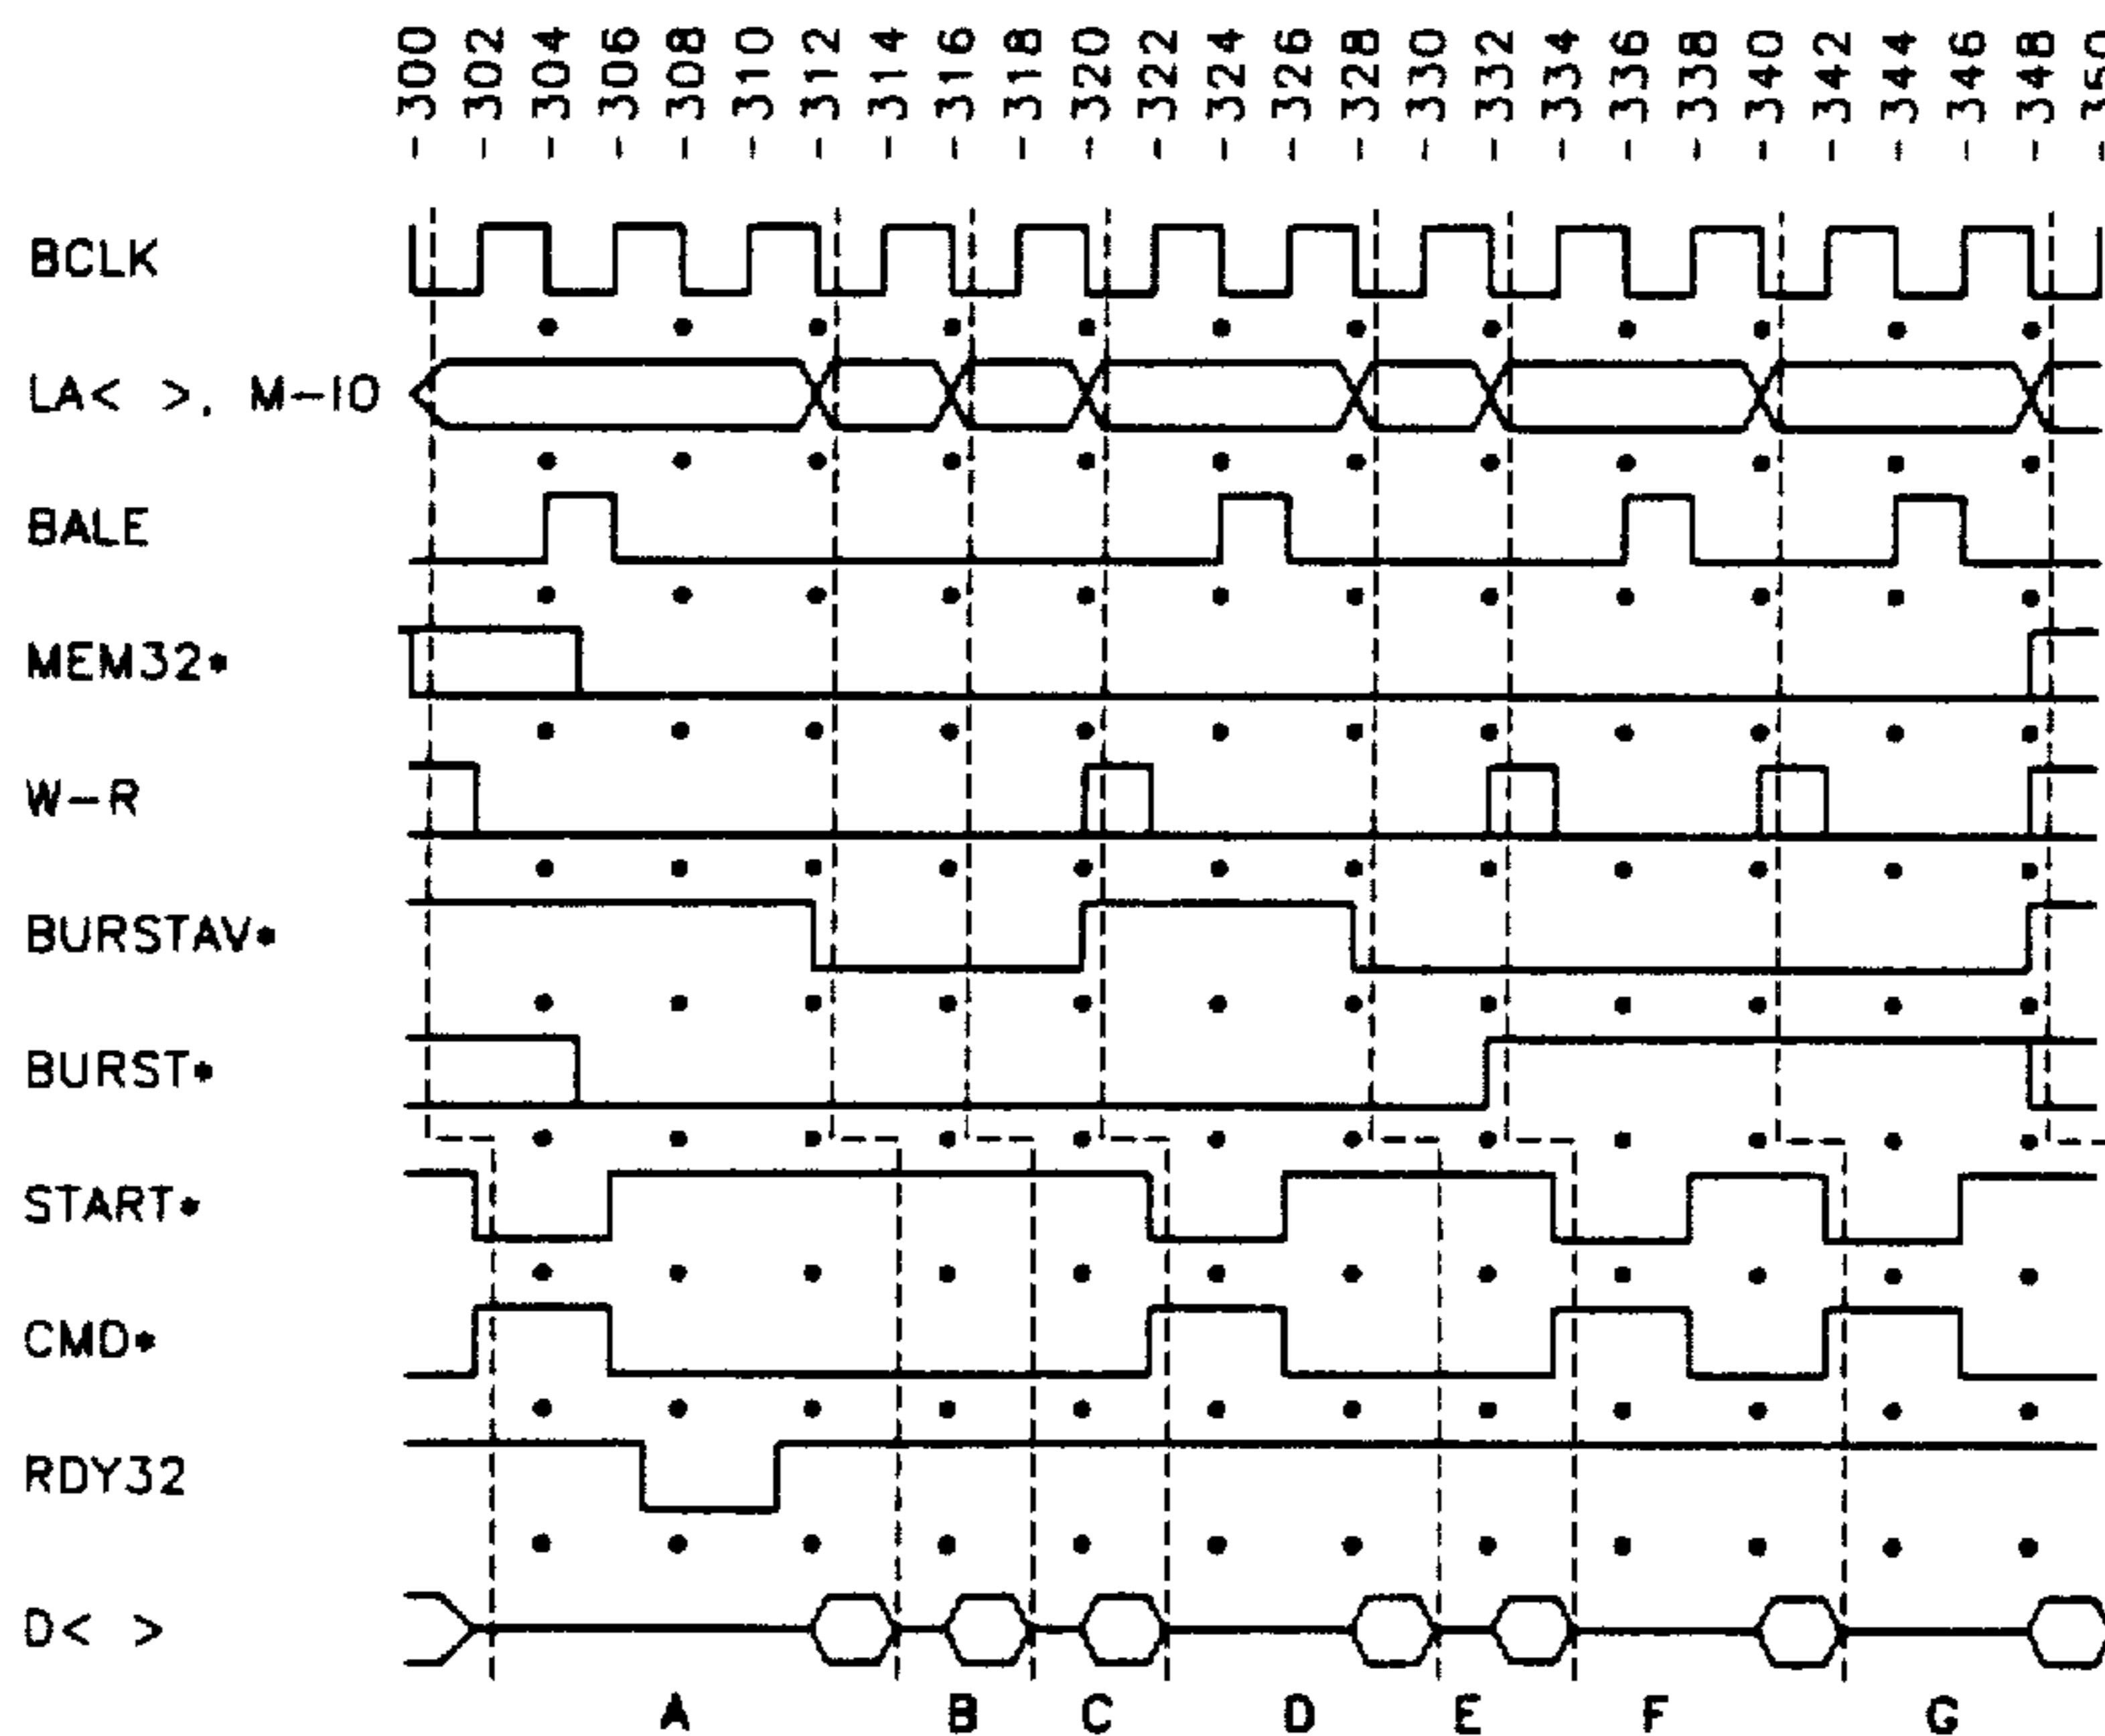 300 302 304 306 308 310 312 314 316 318 320 322 324 326 328 330 332 334 336 338 340 342 344 346 348 350
BCLK
LA< >, M-IO
BALE
MEM32*
W-R
BURSTAV*
BURST*
START*
CMD*
RDY32
D< >
A B C D E F G